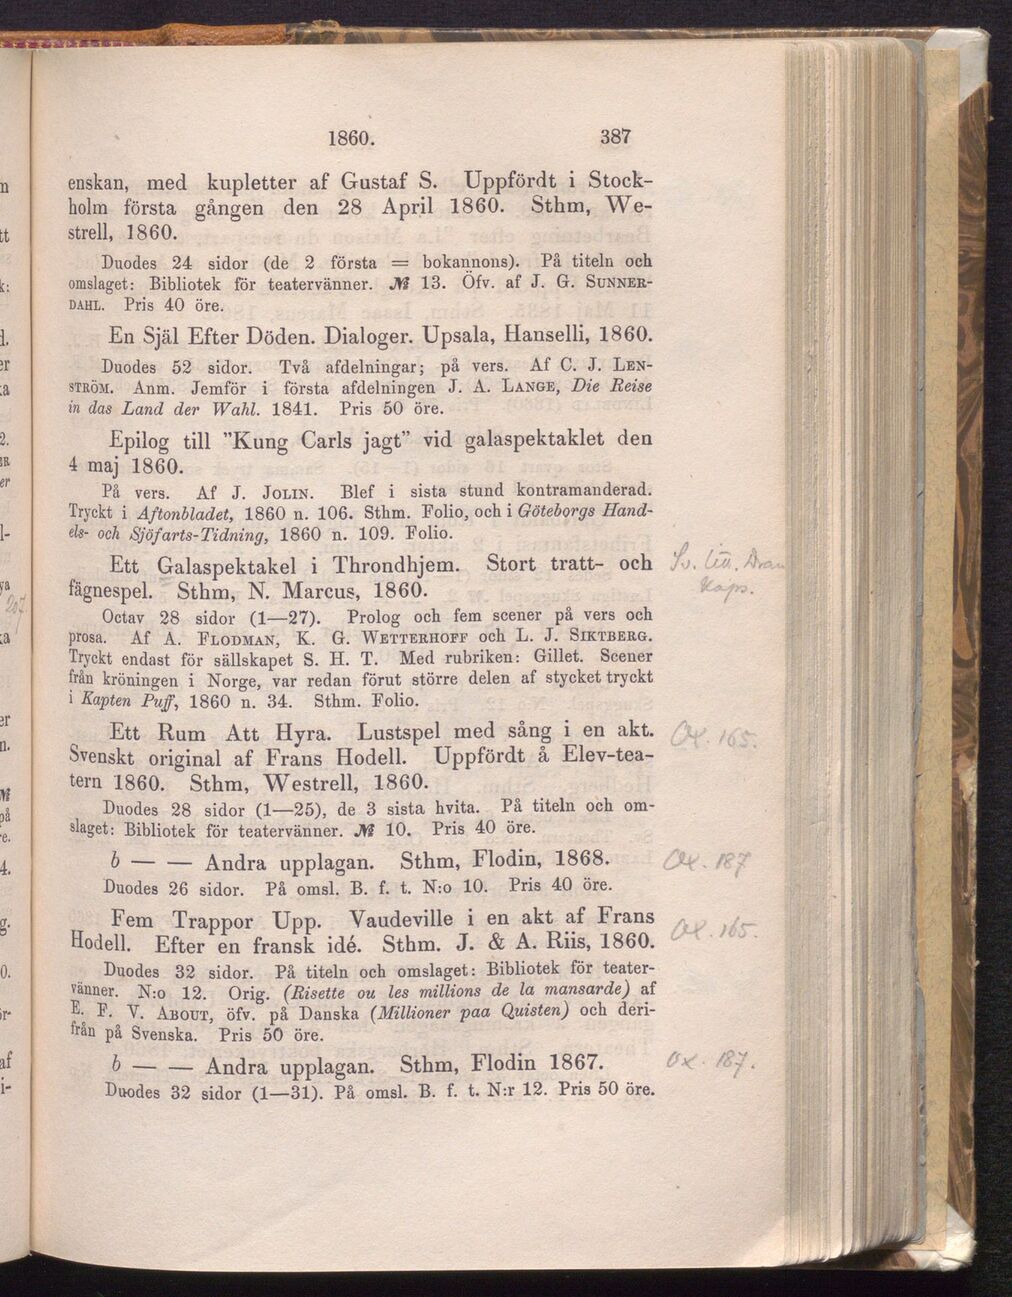 1860. 387
enskan, med kupletter af Gustaf S. Uppfördt i Stock-
holm första gången den 28 April 1860. Sthm, We-
strell, 1860.
Duodes 24 sidor (de 2 första = bokannons). På titeln och
omslaget: Bibliotek för teatervänner. № 13. Öfv. af J. G. Sunner-
dahl. Pris 40 öre.
En Själ Efter Döden. Dialoger. Upsala, Hanselli, 1860.
Duodes 52 sidor. Två afdelningar; på vers. Af C. J. Len-
ström. Anm. Jemför i första afdelningen J. A. Lange, Die Reise
in das Land der Wahl. 1841. Pris 50 öre.
Epilog till ”Kung Carls jagt” vid galaspektaklet den
4 maj 1860.
På vers. Af J. Jolin. Blef i sista stund kontramanderad.
Tryckt i Aftonbladet, 1860 n. 106. Sthm. Folio, och i Göteborgs Hand-
els- och Sjöfarts-Tidning, 1860 n. 109. Folio.
Ett Galaspektakel i Throndhjem. Stort tratt- och Sv. litt. Dram
fägnespel. Sthm, N. Marcus, 1860. Kaps.
Octav 28 sidor (1—27). Prolog och fem scener på vers och
prosa. Af A. Flodman, K. G. Wetterhoff och L. J. Siktberg.
Tryckt endast för sällskapet S. H. T. Med rubriken: Gillet. Scener
från kröningen i Norge, var redan förut större delen af stycket tryckt
i Kapten Puff, 1860 n. 34. Sthm. Folio.
Ett Rum Att Hyra. Lustspel med sång i en akt. Ox. 165.
Svenskt original af Frans Hodell. Uppfördt å Elev-tea-
tern 1860. Sthm, Westrell, 1860.
Duodes 28 sidor (1—25), de 3 sista hvita. På titeln och om-
slaget: Bibliotek för teatervänner. № 10. Pris 40 öre.
b — — Andra upplagan. Sthm, Flodin, 1868. Ox. 187
Duodes 26 sidor. På omsl. B. f. t. N:o 10. Pris 40 öre.
Fem Trappor Upp. Vaudeville i en akt af Frans Ox. 165.
Hodell. Efter en fransk idé. Sthm. J. & A. Riis, 1860.
Duodes 32 sidor. På titeln och omslaget: Bibliotek för teater-
vänner. N:o 12. Orig. (Risette ou les millions de la mansarde) af
E. F. V. About, öfv. på Danska (Millioner paa Quisten) och deri-
från på Svenska. Pris 50 öre.
b — — Andra upplagan. Sthm, Flodin 1867. Ox 187.
Duodes 32 sidor (1—31). På omsl. B. f. t. N:r 12. Pris 50 öre.